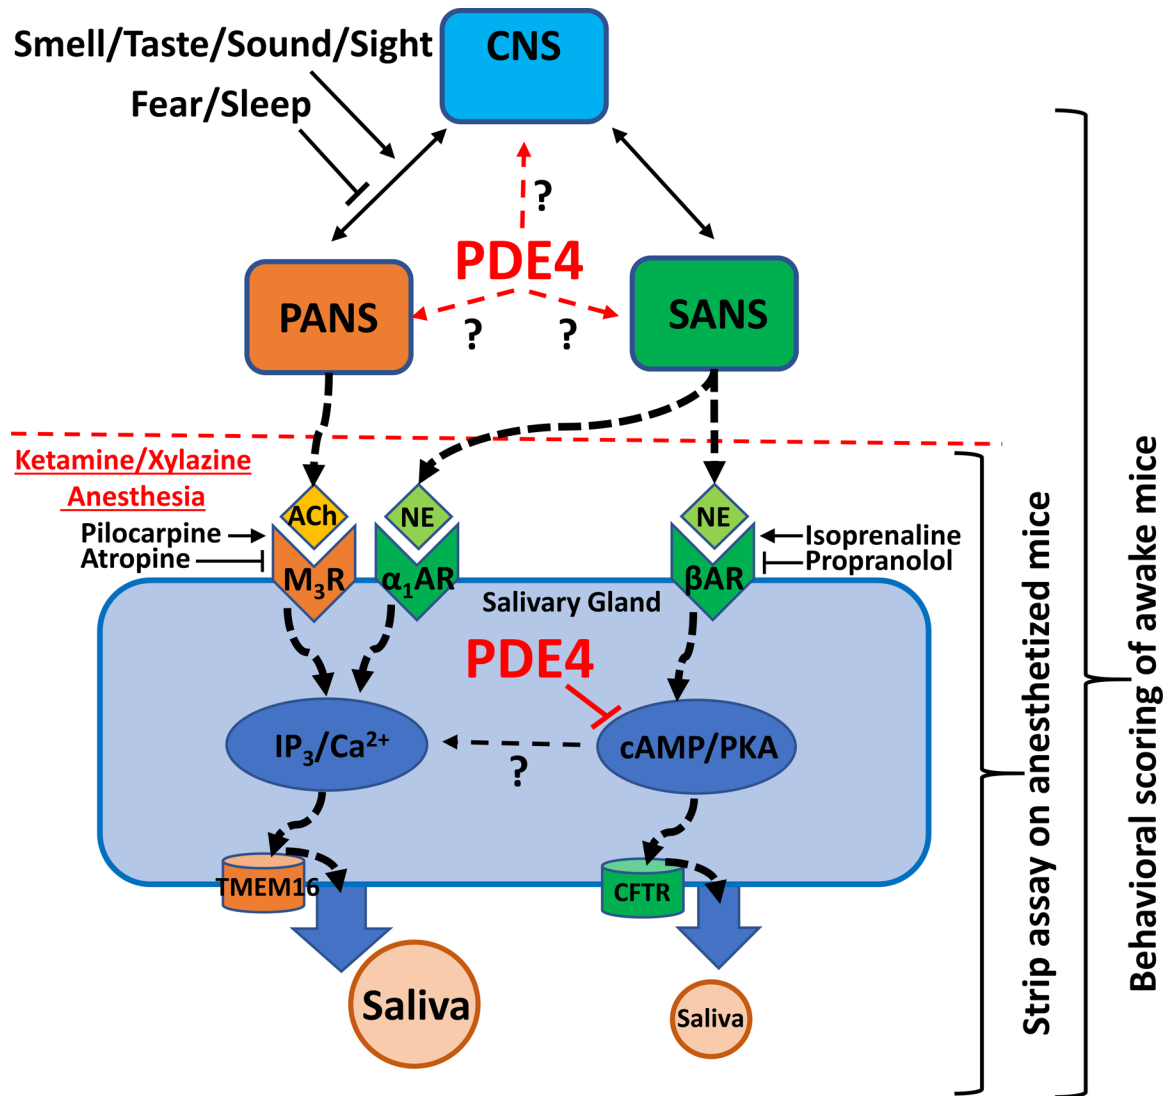 Smell/Taste/Sound/Sight
CNS
Fear/Sleep
?
PDE4
PANS
SANS
?
?
Ketamine/Xylazine
Anesthesia
ACh
NE
NE
Pilocarpine
Atropine
Isoprenaline
Propranolol
M₃R
α₁AR
βAR
Salivary Gland
PDE4
IP₃/Ca²⁺
cAMP/PKA
?
TMEM16
CFTR
Saliva
Saliva
Strip assay on anesthetized mice
Behavioral scoring of awake mice